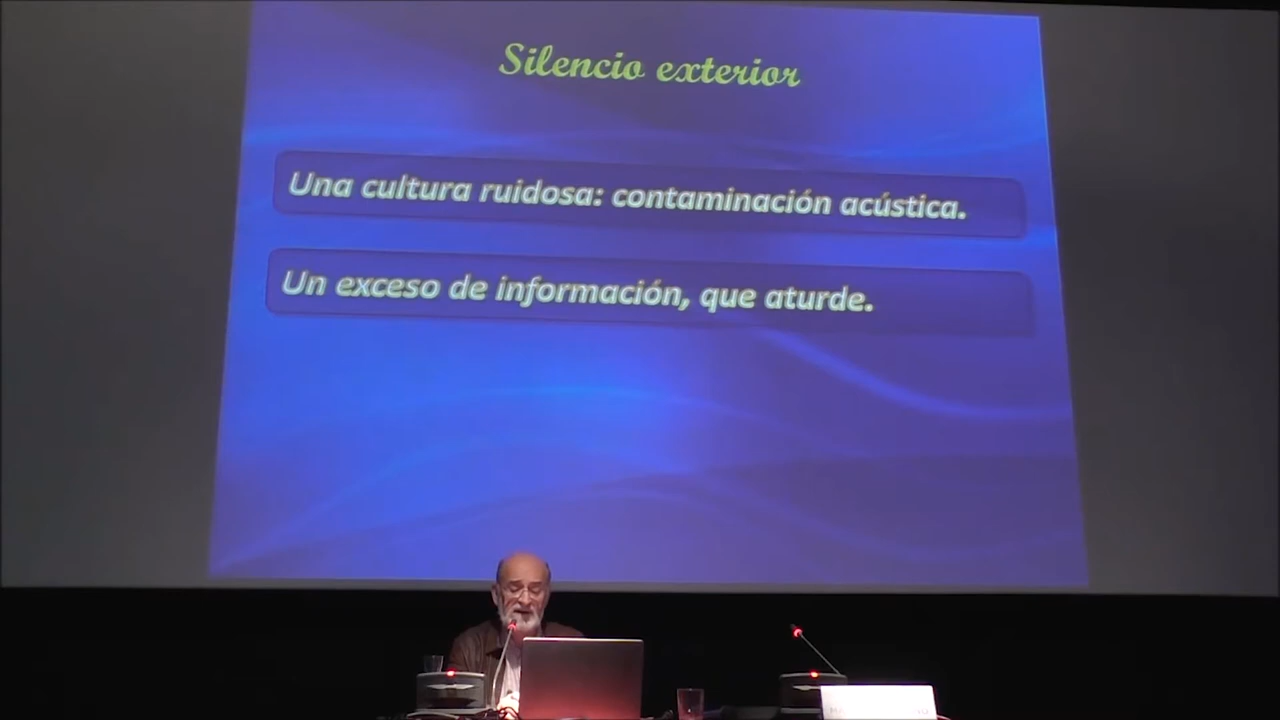 Silencio exterior
Una cultura ruidosa: contaminación acústica.
Un exceso de información, que aturde.